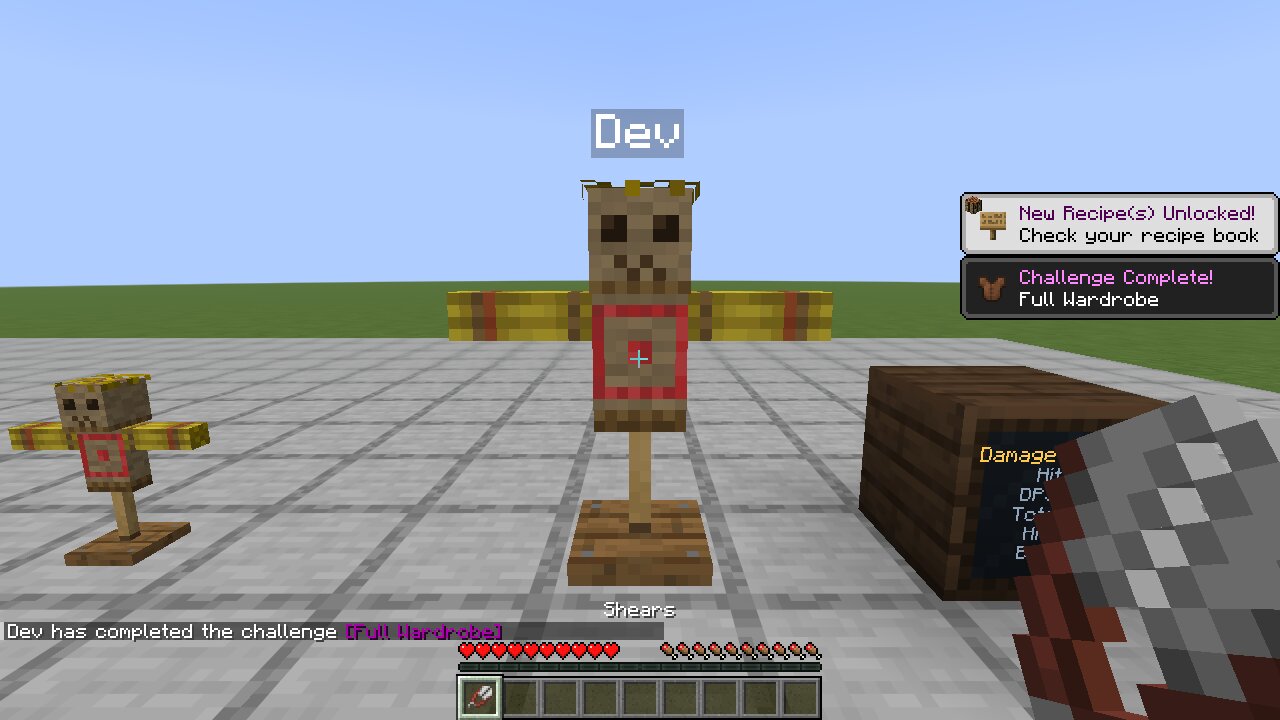 Dev
New Recipe(s) Unlocked!
Check your recipe book
Challenge Complete!
Full Wardrobe
Damage
Hit
Shears
Dev has completed the challenge [Full Wardrobe]